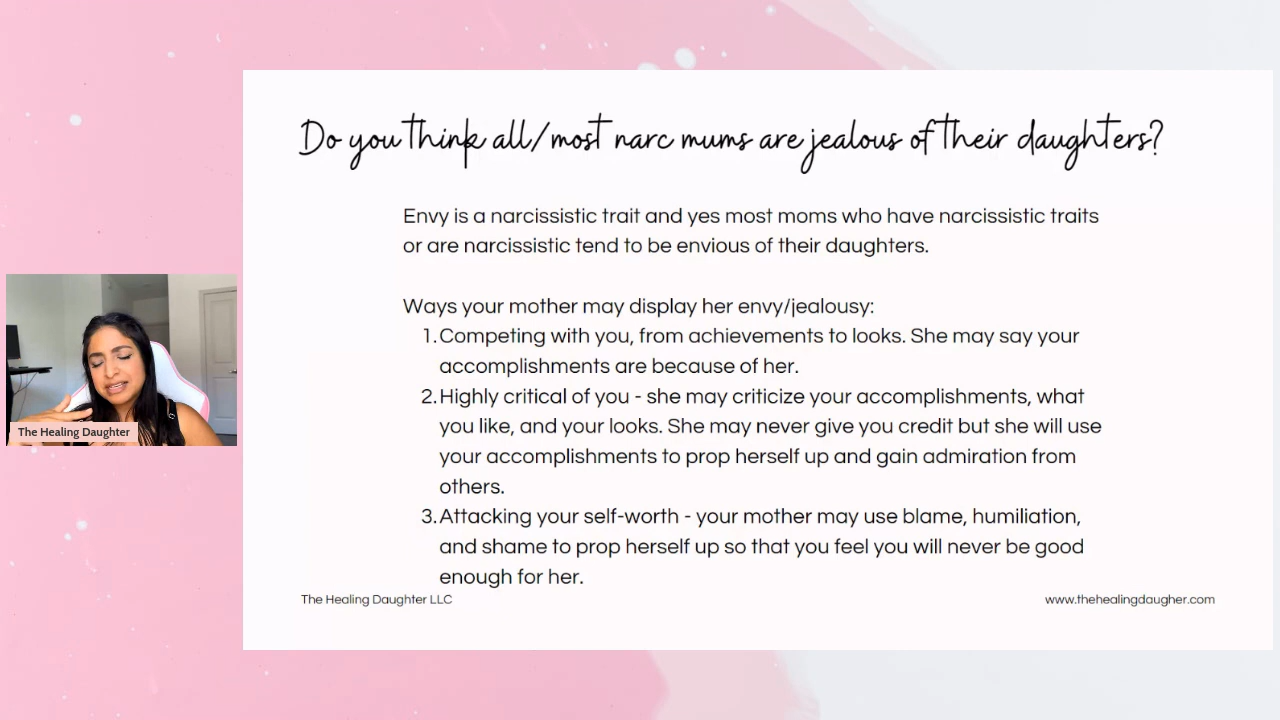 Do you think all/most narc mums are jealous of their daughters?
Envy is a narcissistic trait and yes most moms who have narcissistic traits
or are narcissistic tend to be envious of their daughters.
Ways your mother may display her envy/jealousy:
1. Competing with you, from achievements to looks. She may say your
accomplishments are because of her.
2. Highly critical of you - she may criticize your accomplishments, what
you like, and your looks. She may never give you credit but she will use
your accomplishments to prop herself up and gain admiration from
others.
3. Attacking your self-worth - your mother may use blame, humiliation,
and shame to prop herself up so that you feel you will never be good
enough for her.
The Healing Daughter LLC
www.thehealingdaugher.com
The Healing Daughter